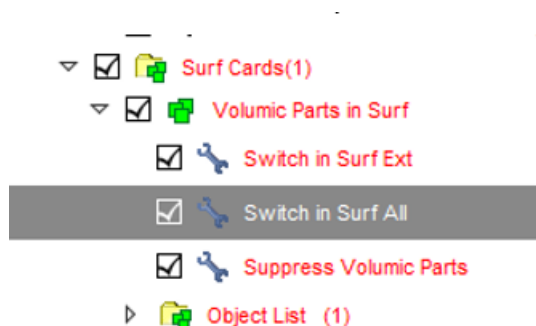 Surf Cards(1)
Volumic Parts in Surf
Switch in Surf Ext
Switch in Surf All
Suppress Volumic Parts
Object List (1)